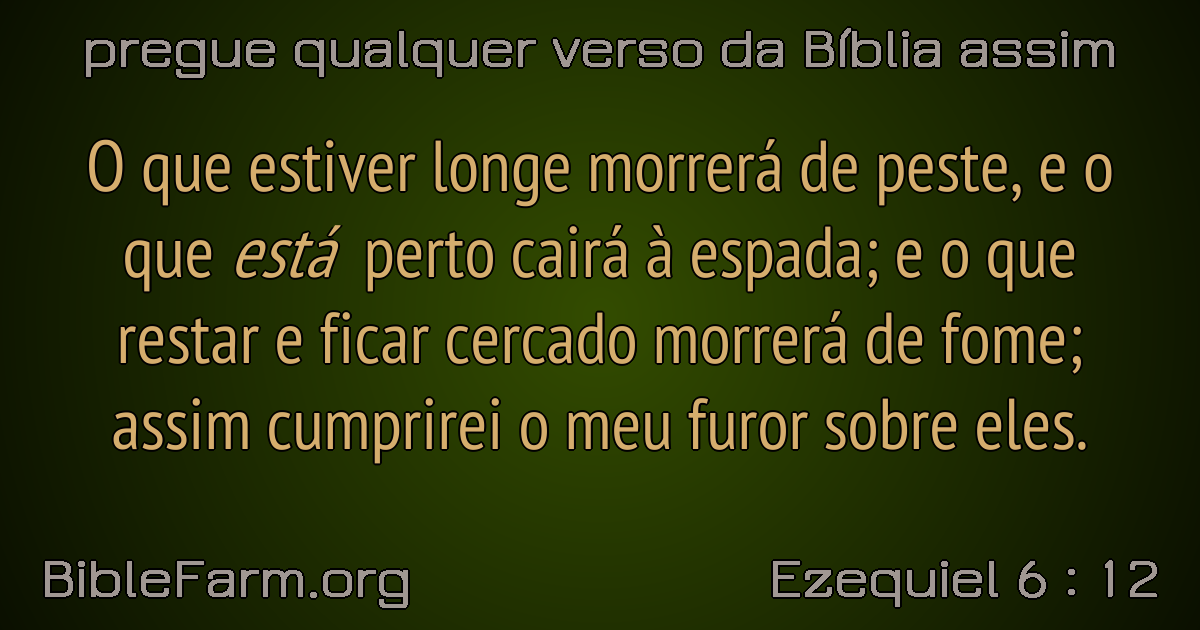 pregue qualquer verso da Bíblia assim
O que estiver longe morrerá de peste, e o
que está perto cairá à espada; e o que
restar e ficar cercado morrerá de fome;
assim cumprirei o meu furor sobre eles.
BibleFarm.org
Ezequiel 6 : 12